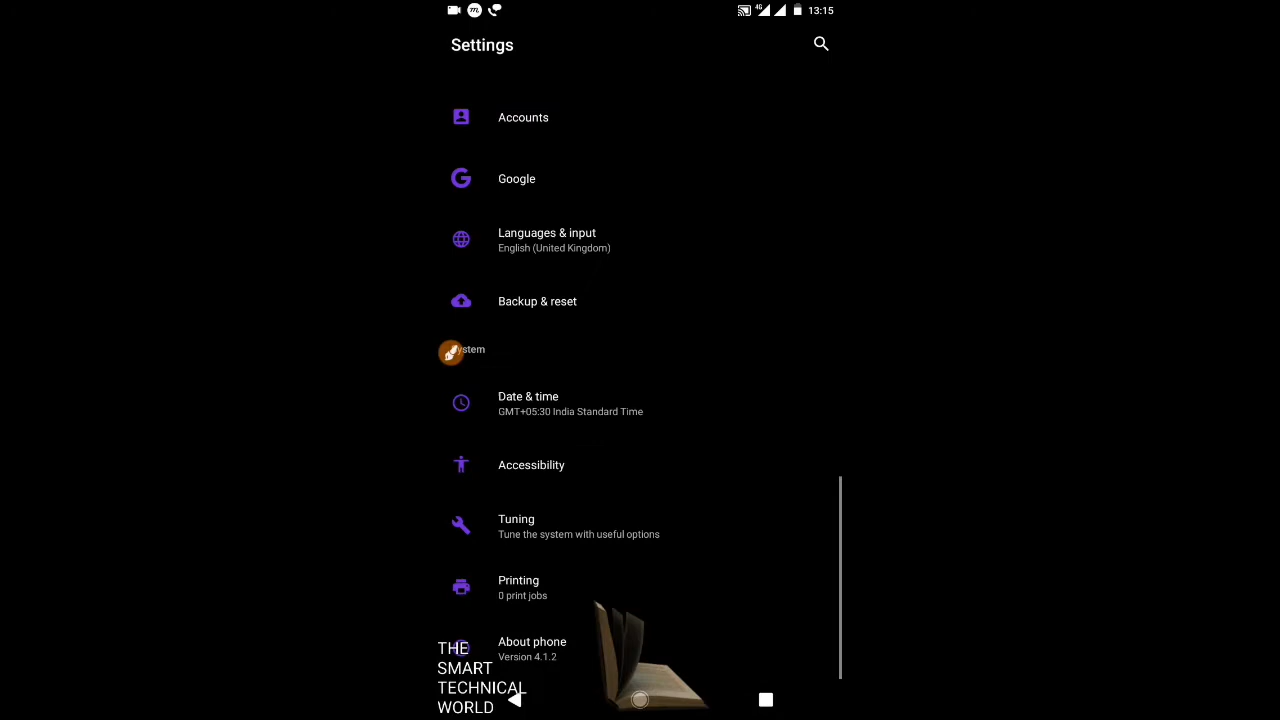 4G 13:15
Settings
Accounts
Google
Languages & input
English (United Kingdom)
Backup & reset
ystem
Date & time
GMT+05:30 India Standard Time
Accessibility
Tuning
Tune the system with useful options
Printing
0 print jobs
About phone
Version 4.1.2
THE
SMART
TECHNICAL
WORLD